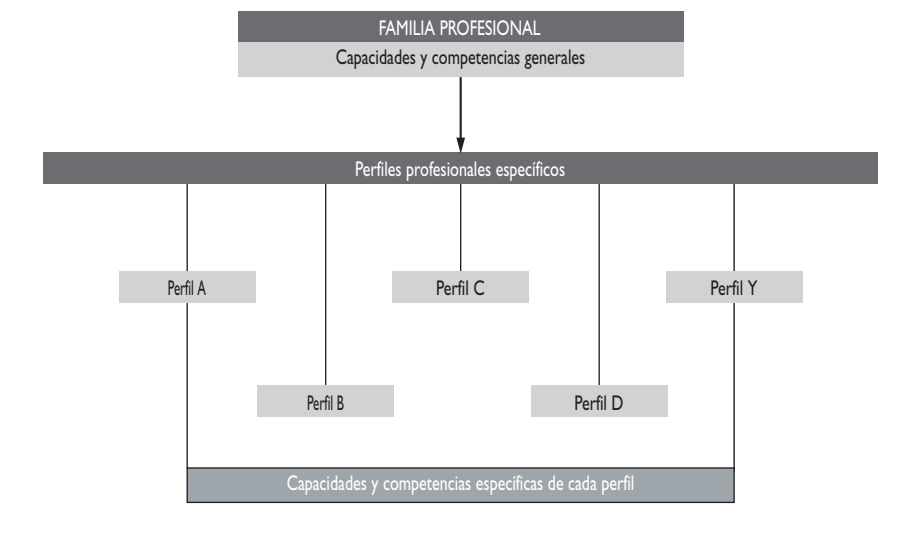 FAMILIA PROFESIONAL
Capacidades y competencias generales
Perfiles profesionales específicos
Perfil A
Perfil C
Perfil Y
Perfil B
Perfil D
Capacidades y competencias específicas de cada perfil